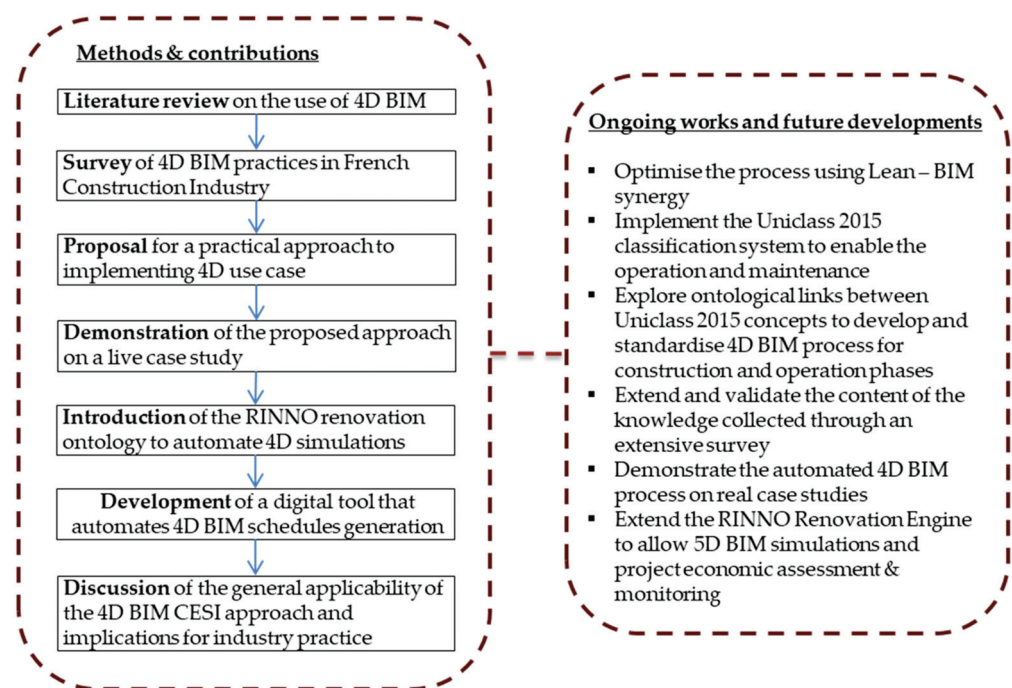 Methods & contributions
Literature review on the use of 4D BIM
Survey of 4D BIM practices in French
Construction Industry
Proposal for a practical approach to
implementing 4D use case
Demonstration of the proposed approach
on a live case study
Introduction of the RINNO renovation
ontology to automate 4D simulations
Development of a digital tool that
automates 4D BIM schedules generation
Discussion of the general applicability of
the 4D BIM CESI approach and
implications for industry practice
Ongoing works and future developments
▪ Optimise the process using Lean – BIM
synergy
▪ Implement the Uniclass 2015
classification system to enable the
operation and maintenance
▪ Explore ontological links between
Uniclass 2015 concepts to develop and
standardise 4D BIM process for
construction and operation phases
▪ Extend and validate the content of the
knowledge collected through an
extensive survey
▪ Demonstrate the automated 4D BIM
process on real case studies
▪ Extend the RINNO Renovation Engine
to allow 5D BIM simulations and
project economic assessment &
monitoring